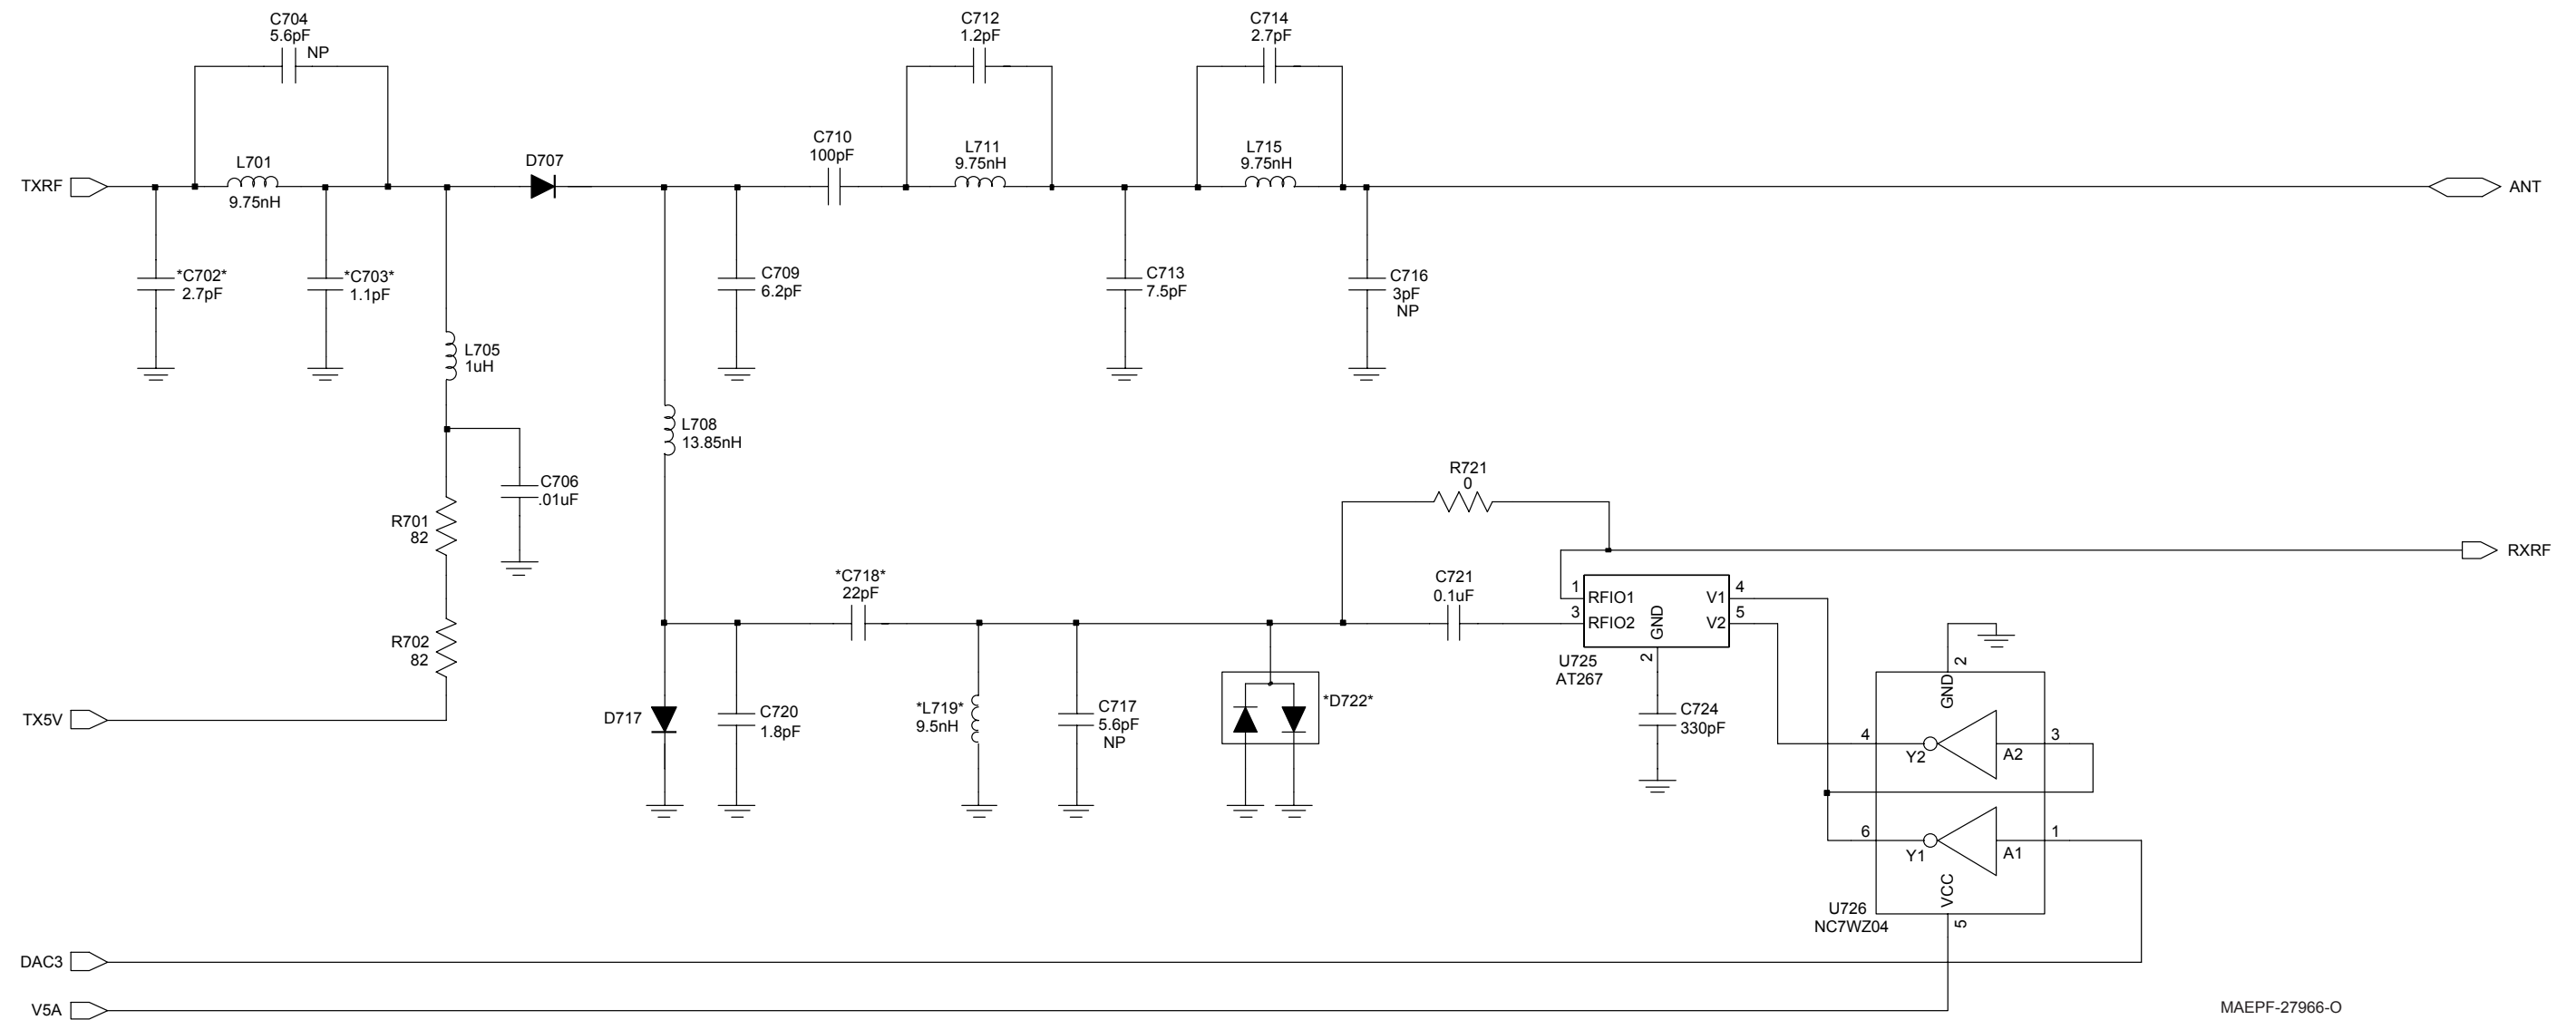 C704
5.6pF
NP
C712
1.2pF
C714
2.7pF
C710
100pF
L701
9.75nH
D707
L711
9.75nH
L715
9.75nH
TXRF
ANT
*C702*
2.7pF
*C703*
1.1pF
C709
6.2pF
C713
7.5pF
C716
3pF
NP
L705
1uH
L708
13.85nH
C706
.01uF
R701
82
R702
82
R721
0
RXRF
*C718*
22pF
C721
0.1uF
1
RFIO1
3
RFIO2
GND
V1
4
V2
5
2
U725
AT267
TX5V
D717
C720
1.8pF
*L719*
9.5nH
C717
5.6pF
NP
*D722*
C724
330pF
2
GND
4
Y2
A2
3
6
Y1
A1
1
VCC
5
U726
NC7WZ04
DAC3
V5A
MAEPF-27966-O